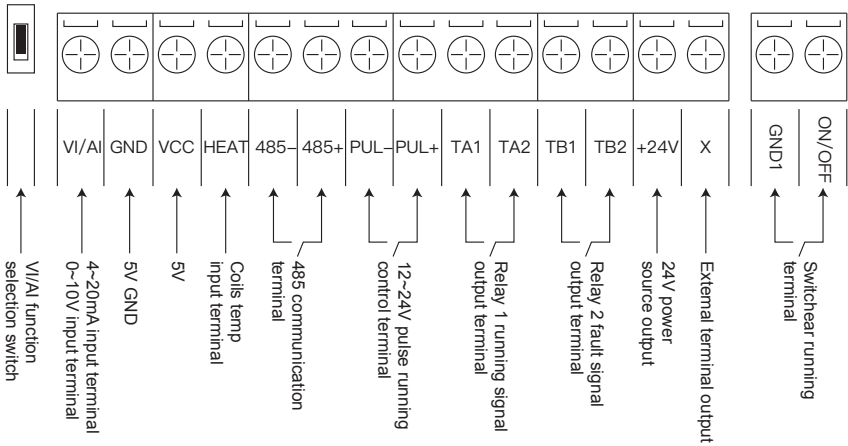 VI/AI
GND
VCC
HEAT
485–
485+
PUL–
PUL+
TA1
TA2
TB1
TB2
+24V
X
GND1
ON/OFF
VI/AI function
selection switch
4~20mA input terminal
0~10V input terminal
5V GND
5V
Coils temp
input terminal
485 communication
terminal
12~24V pulse running
control terminal
Relay 1 running signal
output terminal
Relay 2 fault signal
output terminal
24V power
source output
External terminal output
Switchear running
terminal